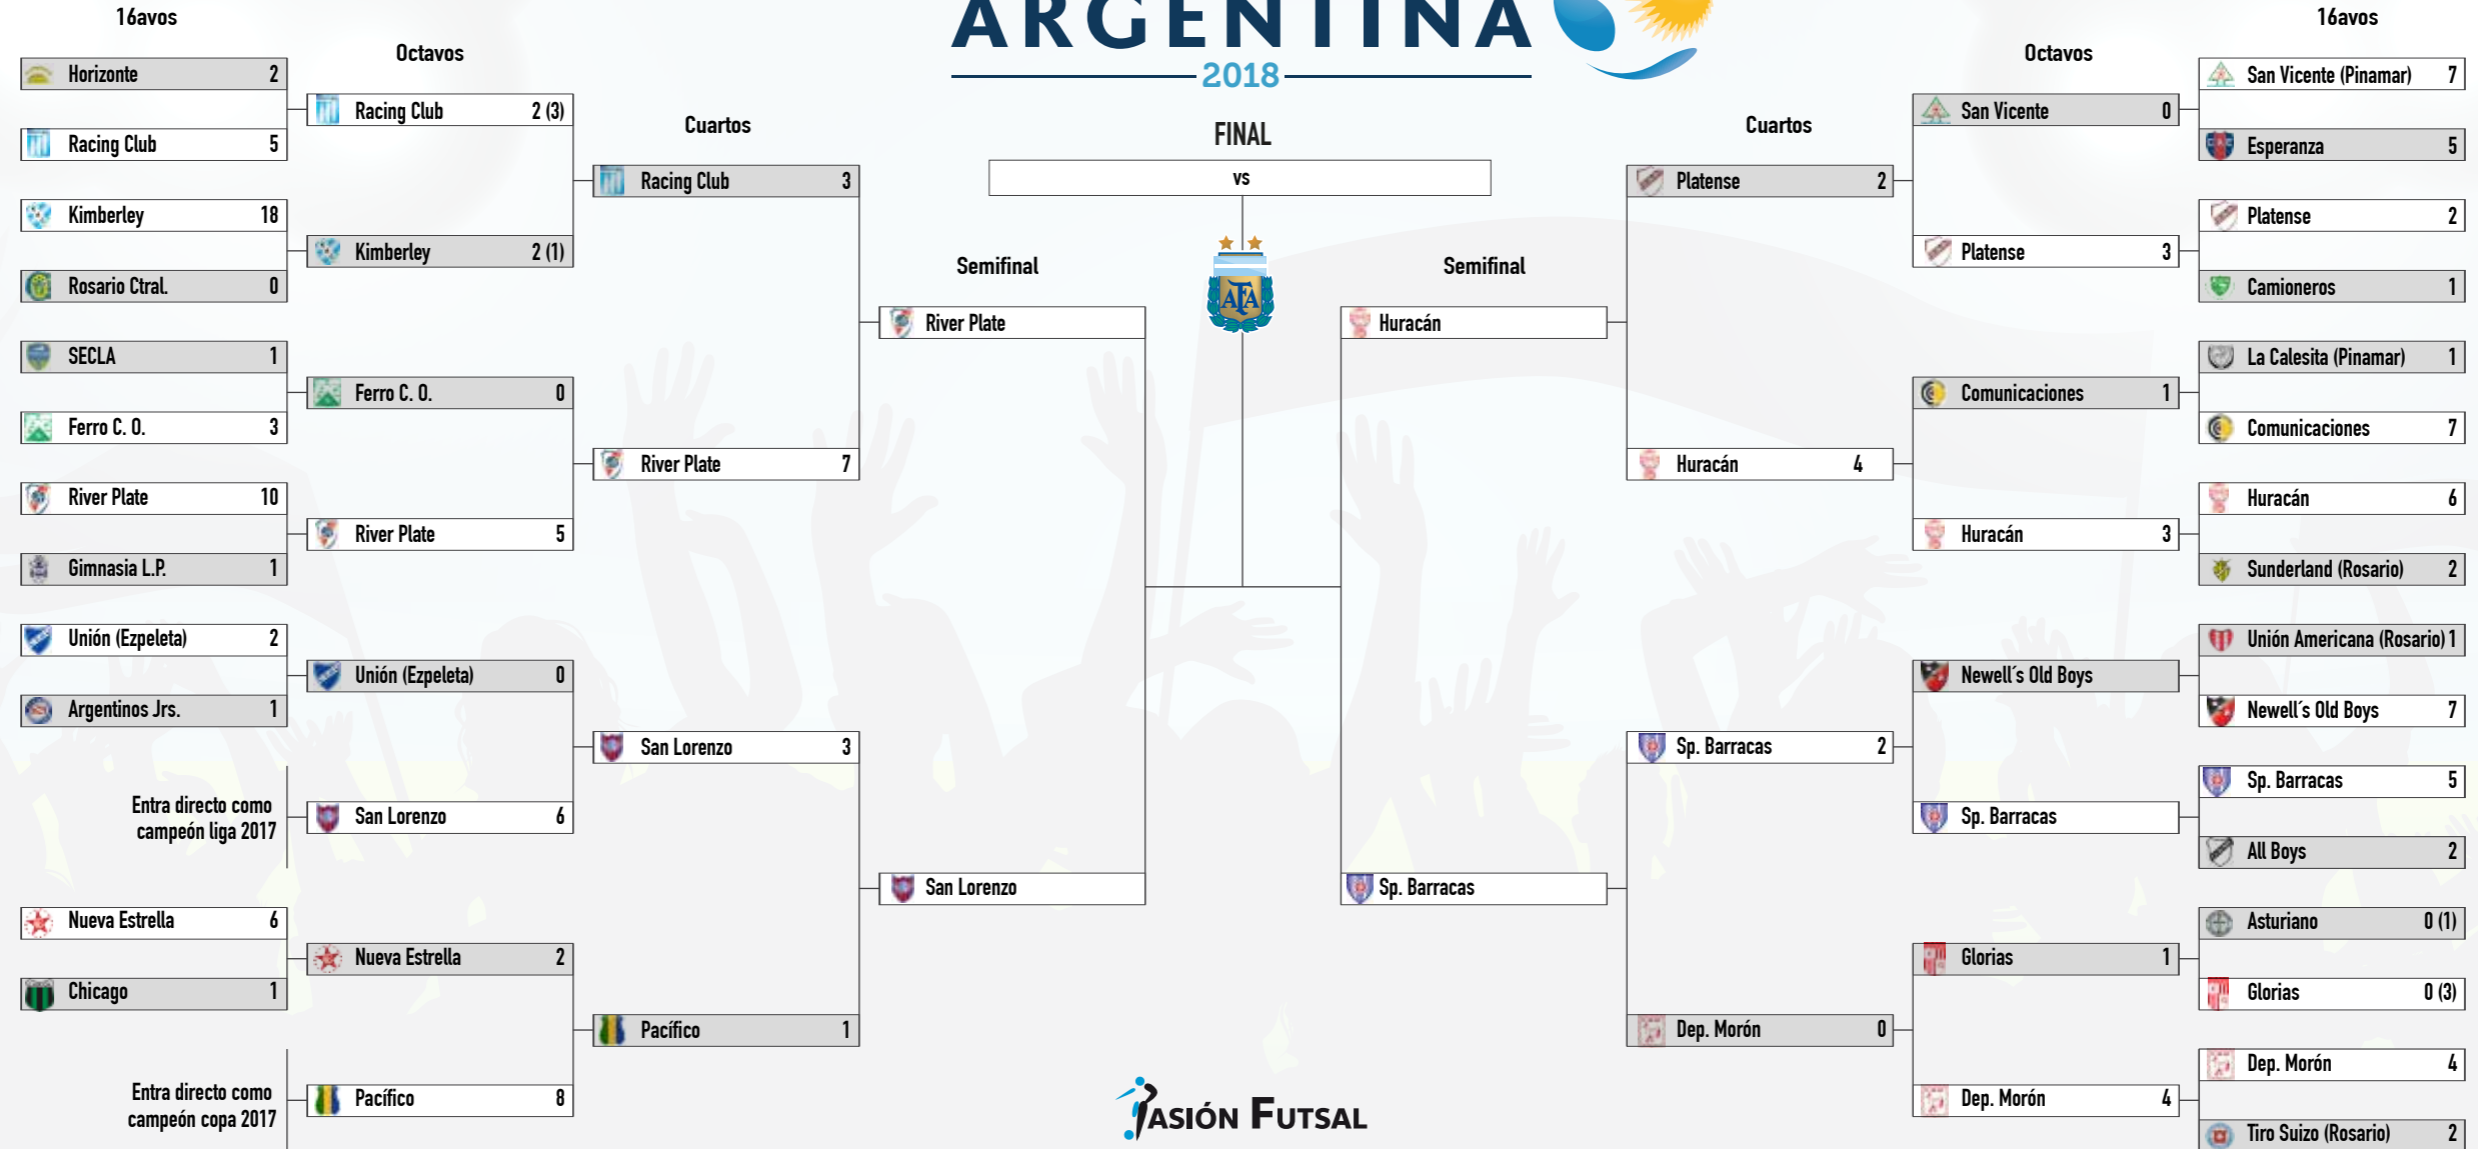 ARGENTINA
2018
16avos
Horizonte 2
Racing Club 5
Kimberley 18
Rosario Ctral. 0
SECLA 1
Ferro C. O. 3
River Plate 10
Gimnasia L.P. 1
Unión (Ezpeleta) 2
Argentinos Jrs. 1
Entra directo como
campeón liga 2017
Nueva Estrella 6
Chicago 1
Entra directo como
campeón copa 2017
Octavos
Racing Club 2 (3)
Kimberley 2 (1)
Ferro C. O. 0
River Plate 5
Unión (Ezpeleta) 0
San Lorenzo 6
Nueva Estrella 2
Pacífico 8
Cuartos
Racing Club 3
River Plate 7
San Lorenzo 3
Pacífico 1
Semifinal
River Plate
San Lorenzo
FINAL
vs
AFA
Semifinal
Huracán
Sp. Barracas
Cuartos
Platense 2
Huracán 4
Sp. Barracas 2
Dep. Morón 0
Octavos
San Vicente 0
Platense 3
Comunicaciones 1
Huracán 3
Newell´s Old Boys
Sp. Barracas
Glorias 1
Dep. Morón 4
16avos
San Vicente (Pinamar) 7
Esperanza 5
Platense 2
Camioneros 1
La Calesita (Pinamar) 1
Comunicaciones 7
Huracán 6
Sunderland (Rosario) 2
Unión Americana (Rosario) 1
Newell´s Old Boys 7
Sp. Barracas 5
All Boys 2
Asturiano 0 (1)
Glorias 0 (3)
Dep. Morón 4
Tiro Suizo (Rosario) 2
PASIÓN FUTSAL